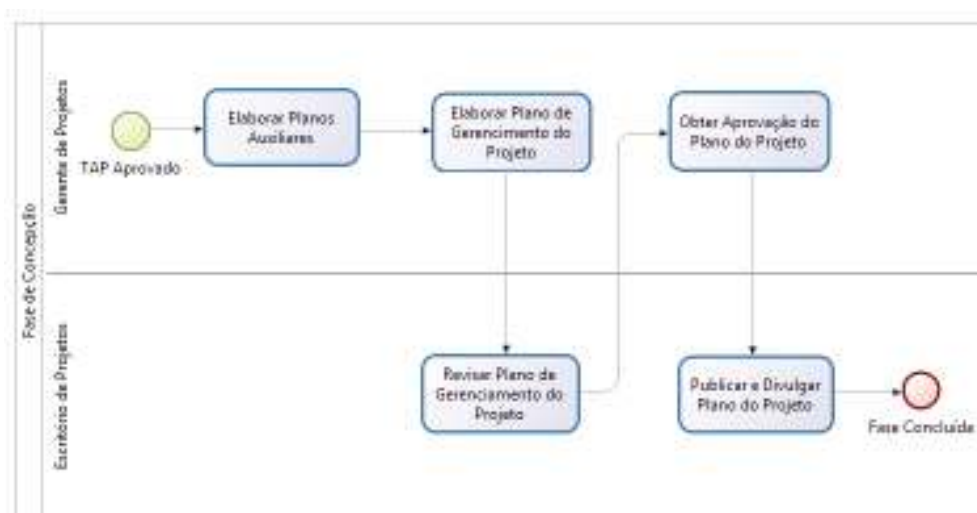 Fase de Concepção
Gerente de Projetos
TAP Aprovado
Elaborar Planos
Auxiliares
Elaborar Plano de
Gerencimento do
Projeto
Obter Aprovação do
Plano do Projeto
Escritório de Projetos
Revisar Plano de
Gerenciamento do
Projeto
Publicar e Divulgar
Plano do Projeto
Fase Concluída